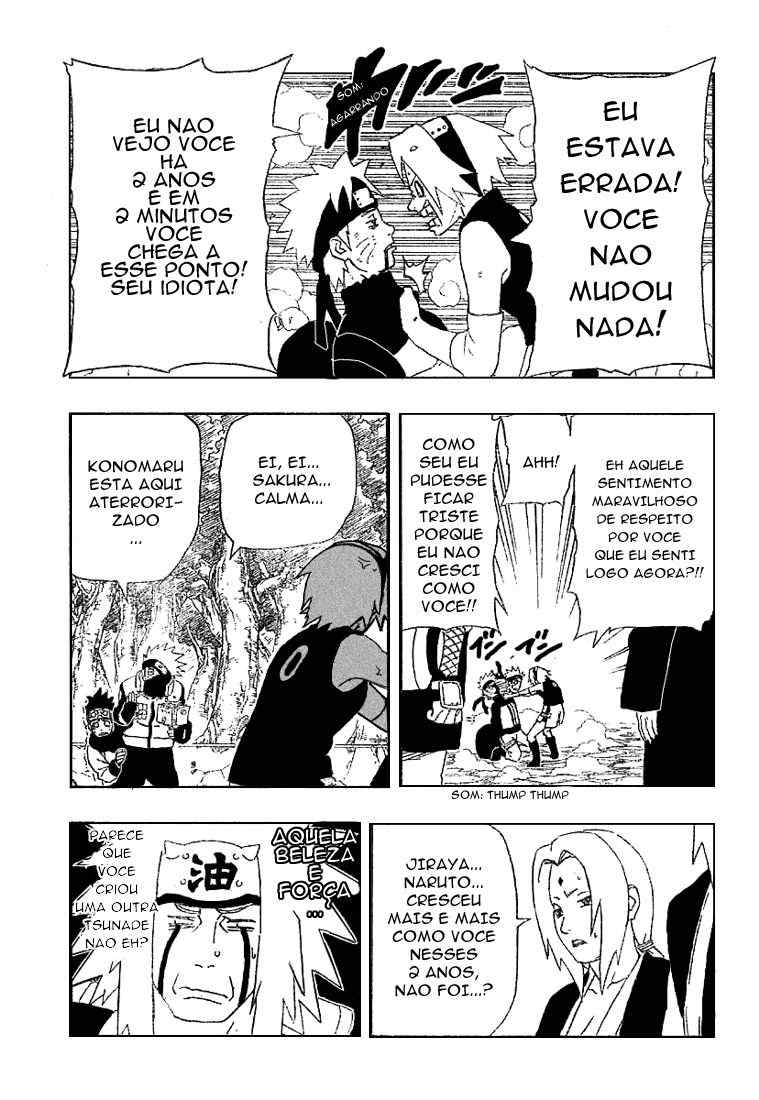 EU
ESTAVA
ERRADA!
VOCE
NAO
MUDOU
NADA!
SOM:
AGARRANDO
ガバッ
EU NAO
VEJO VOCE
HA
2 ANOS
E EM
2 MINUTOS
VOCE
CHEGA A
ESSE PONTO!
SEU IDIOTA!
EH AQUELE
SENTIMENTO
MARAVILHOSO
DE RESPEITO
POR VOCE
QUE EU SENTI
LOGO AGORA?!!
AHH!
COMO
SEU EU
PUDESSE
FICAR
TRISTE
PORQUE
EU NAO
CRESCI
COMO
VOCE!!
SOM: THUMP THUMP
EI, EI...
SAKURA...
CALMA...
KONOMARU
ESTA AQUI
ATERRORI-
ZADO
...
JIRAYA...
NARUTO...
CRESCEU
MAIS E MAIS
COMO VOCE
NESSES
2 ANOS,
NAO FOI...?
AQUELA
BELEZA
E
FORÇA
...
油
PARECE
QUE
VOCE
CRIOU
UMA OUTRA
TSUNADE
NAO EH?